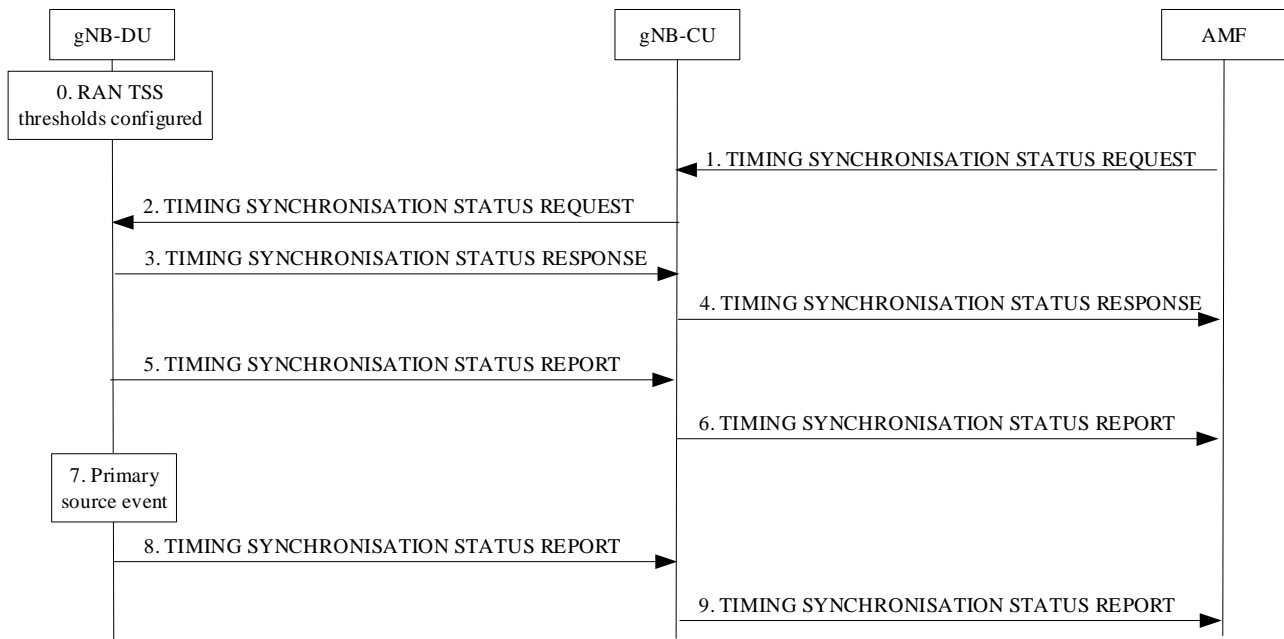 gNB-DU
gNB-CU
AMF
0. RAN TSS
thresholds configured
1. TIMING SYNCHRONISATION STATUS REQUEST
2. TIMING SYNCHRONISATION STATUS REQUEST
3. TIMING SYNCHRONISATION STATUS RESPONSE
4. TIMING SYNCHRONISATION STATUS RESPONSE
5. TIMING SYNCHRONISATION STATUS REPORT
6. TIMING SYNCHRONISATION STATUS REPORT
7. Primary
source event
8. TIMING SYNCHRONISATION STATUS REPORT
9. TIMING SYNCHRONISATION STATUS REPORT